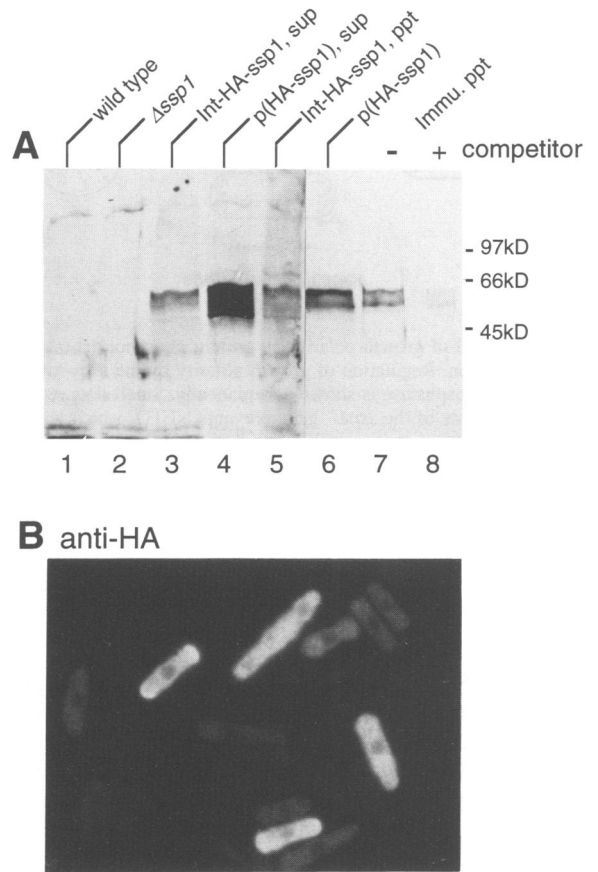 wild type
Δssp1
Int-HA-ssp1, sup
p(HA-ssp1), sup
Int-HA-ssp1, ppt
p(HA-ssp1)
Immu. ppt
A - + competitor
- 97kD
- 66kD
- 45kD
1 2 3 4 5 6 7 8
B anti-HA